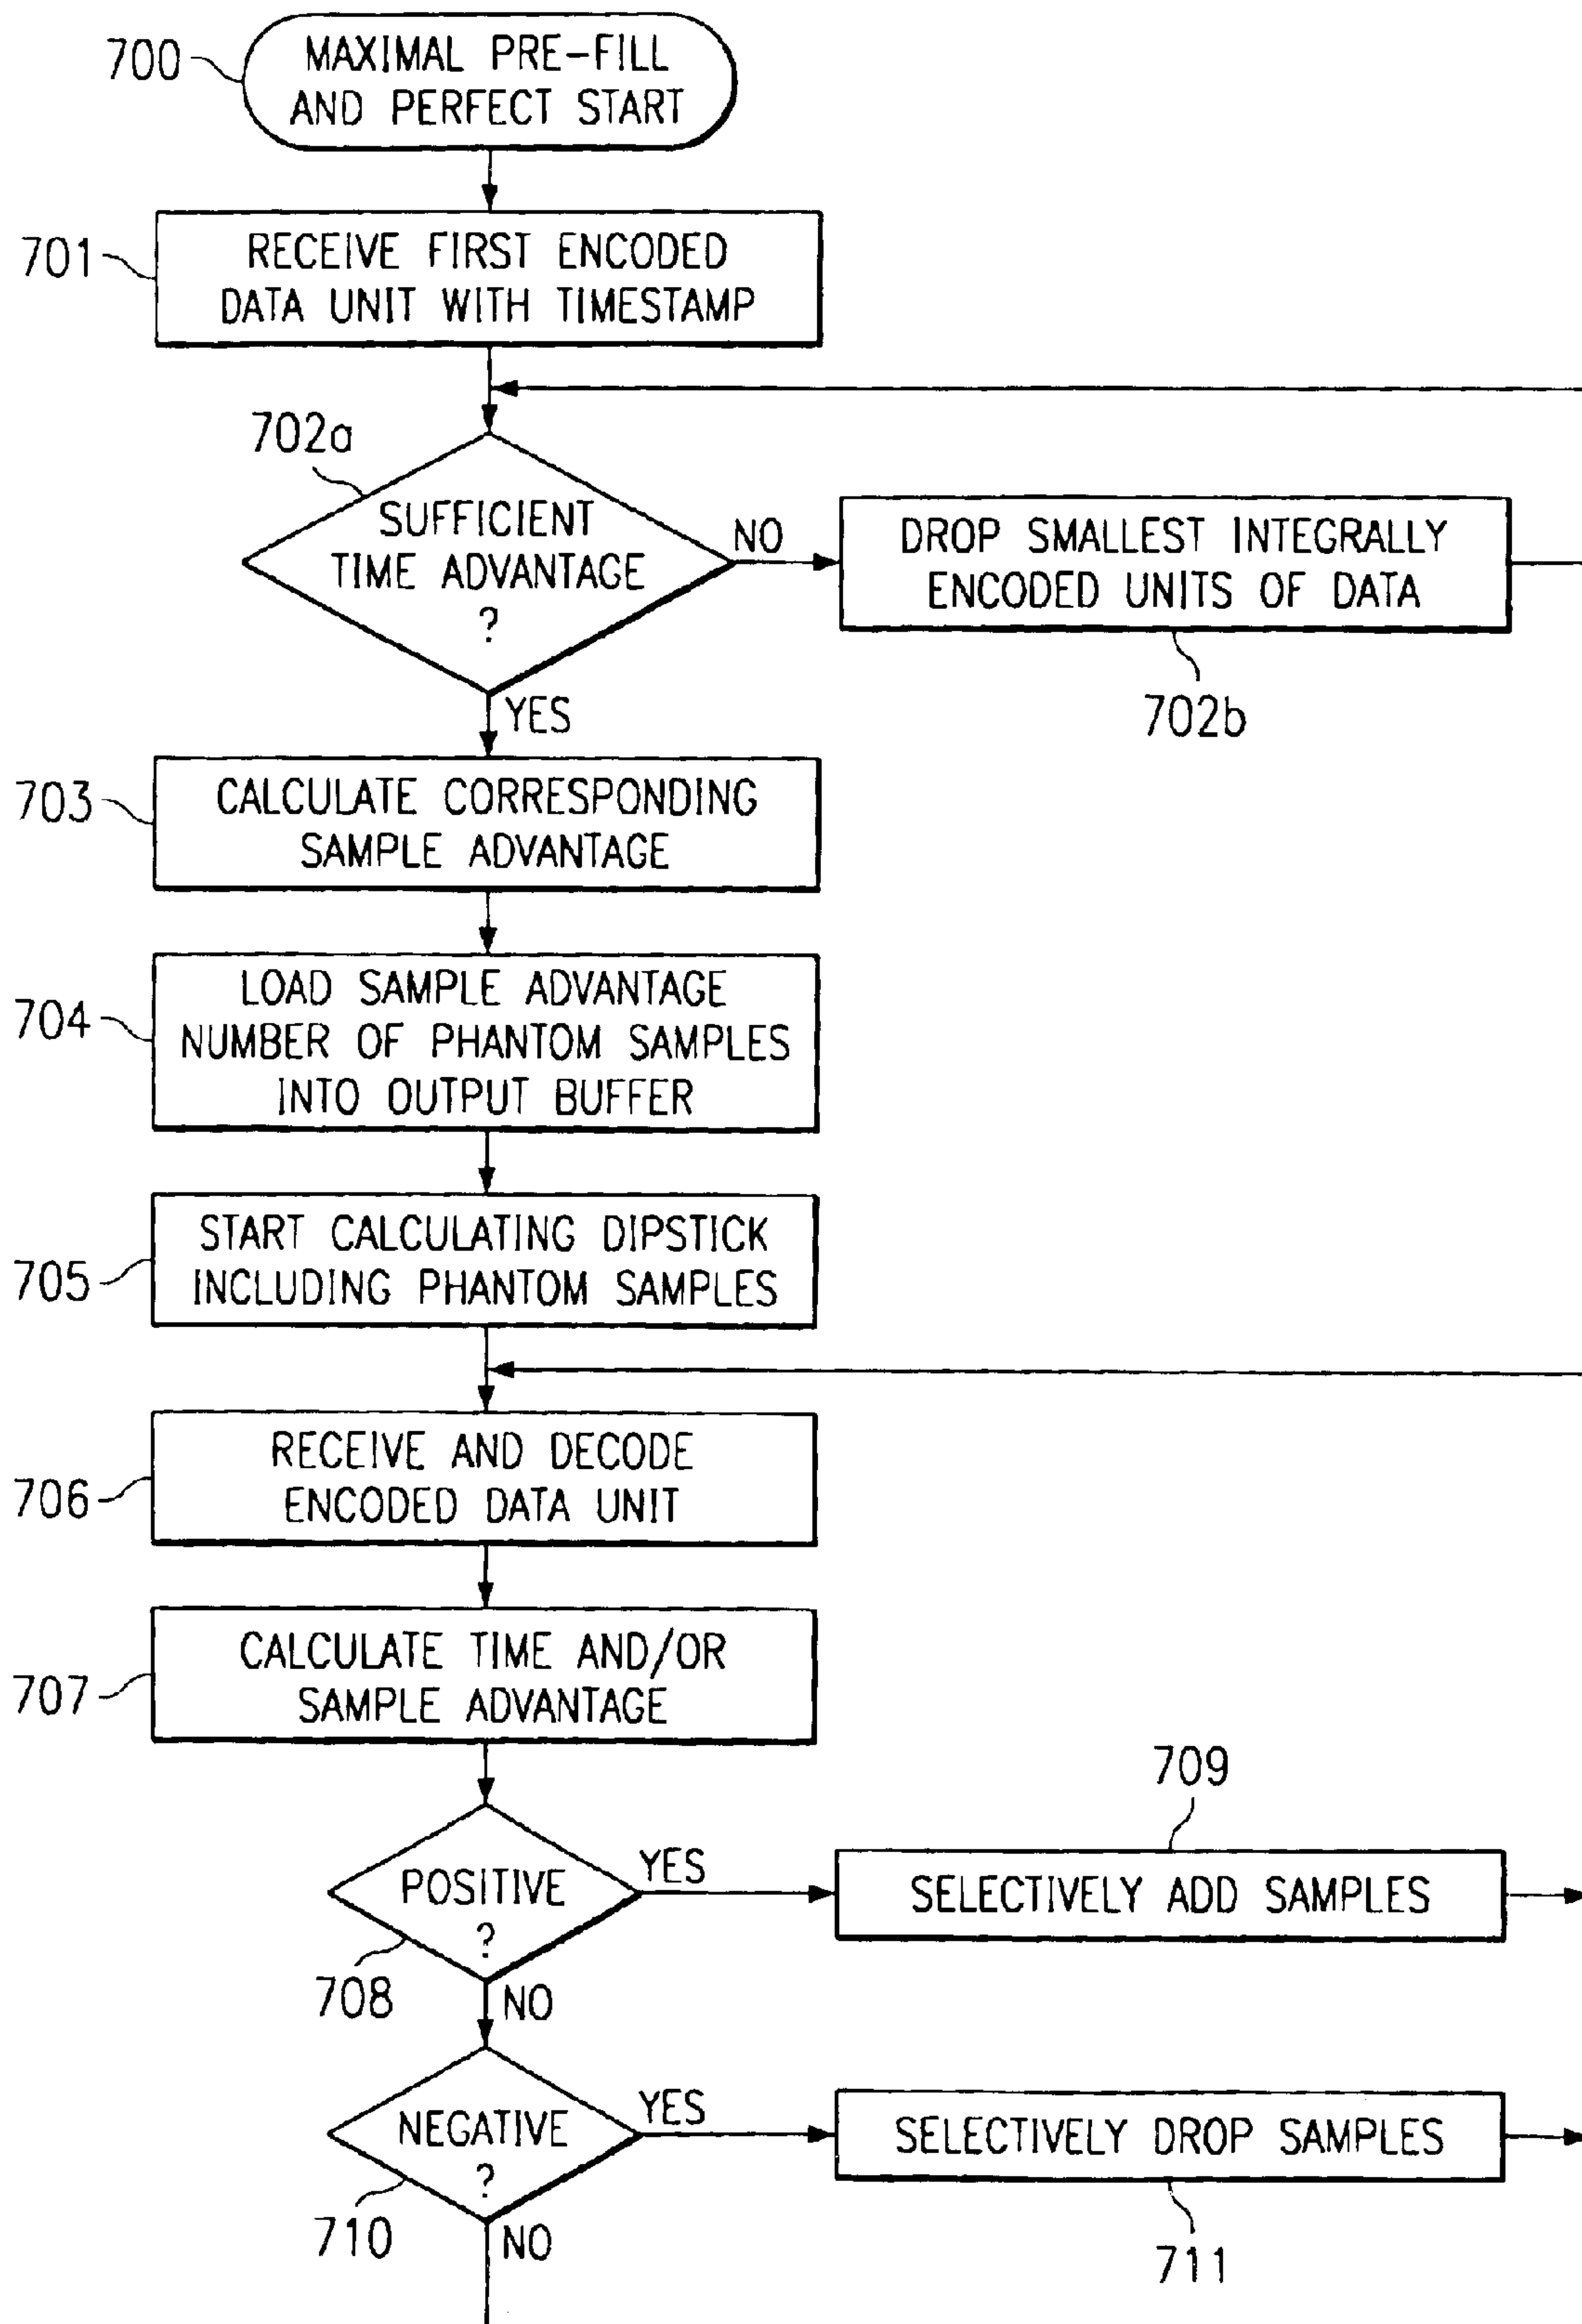 700
MAXIMAL PRE-FILL
AND PERFECT START
701
RECEIVE FIRST ENCODED
DATA UNIT WITH TIMESTAMP
702a
SUFFICIENT
TIME ADVANTAGE
?
NO
DROP SMALLEST INTEGRALLY
ENCODED UNITS OF DATA
702b
YES
703
CALCULATE CORRESPONDING
SAMPLE ADVANTAGE
704
LOAD SAMPLE ADVANTAGE
NUMBER OF PHANTOM SAMPLES
INTO OUTPUT BUFFER
705
START CALCULATING DIPSTICK
INCLUDING PHANTOM SAMPLES
706
RECEIVE AND DECODE
ENCODED DATA UNIT
707
CALCULATE TIME AND/OR
SAMPLE ADVANTAGE
708
POSITIVE
?
YES
709
SELECTIVELY ADD SAMPLES
NO
710
NEGATIVE
?
YES
SELECTIVELY DROP SAMPLES
711
NO